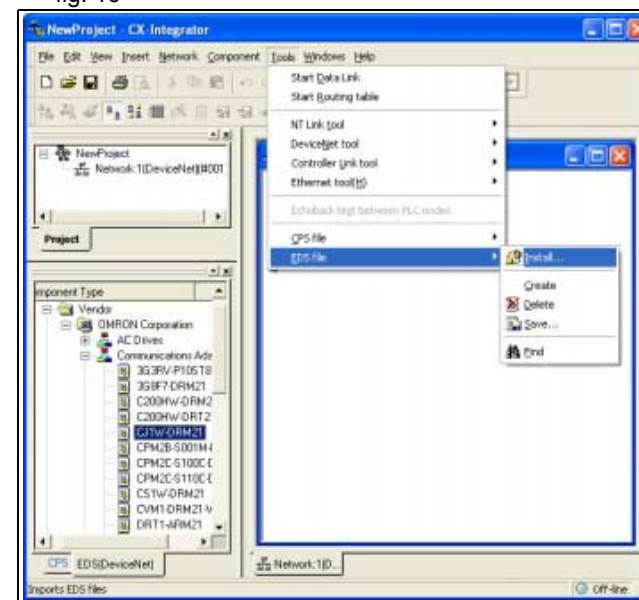 NewProject - CX-Integrator
File Edit View Insert Network Component Tools Windows Help
Start Data Link
Start Routing table
NT Link tool
DeviceNet tool
Controller Link tool
Ethernet tool(H)
Echoback test between PLC nodes
CPS file
EDS file
Install...
Create
Delete
Save...
Find
NewProject
Network:1(DeviceNet)(#001
Project
omponent Type
Vendor
OMRON Corporation
AC Drives
Communications Ada
3G3RV-P10ST8
3G8F7-DRM21
C200HW-DRM2
C200HW-DRT2
CJ1W-DRM21
CPM2B-S001M-
CPM2C-S100C-D
CPM2C-S110C-D
CS1W-DRM21
CVM1-DRM21-V
DRT1-ARM21
CPS EDS(DeviceNet)
Network:1(D...
Imports EDS files
Off-line